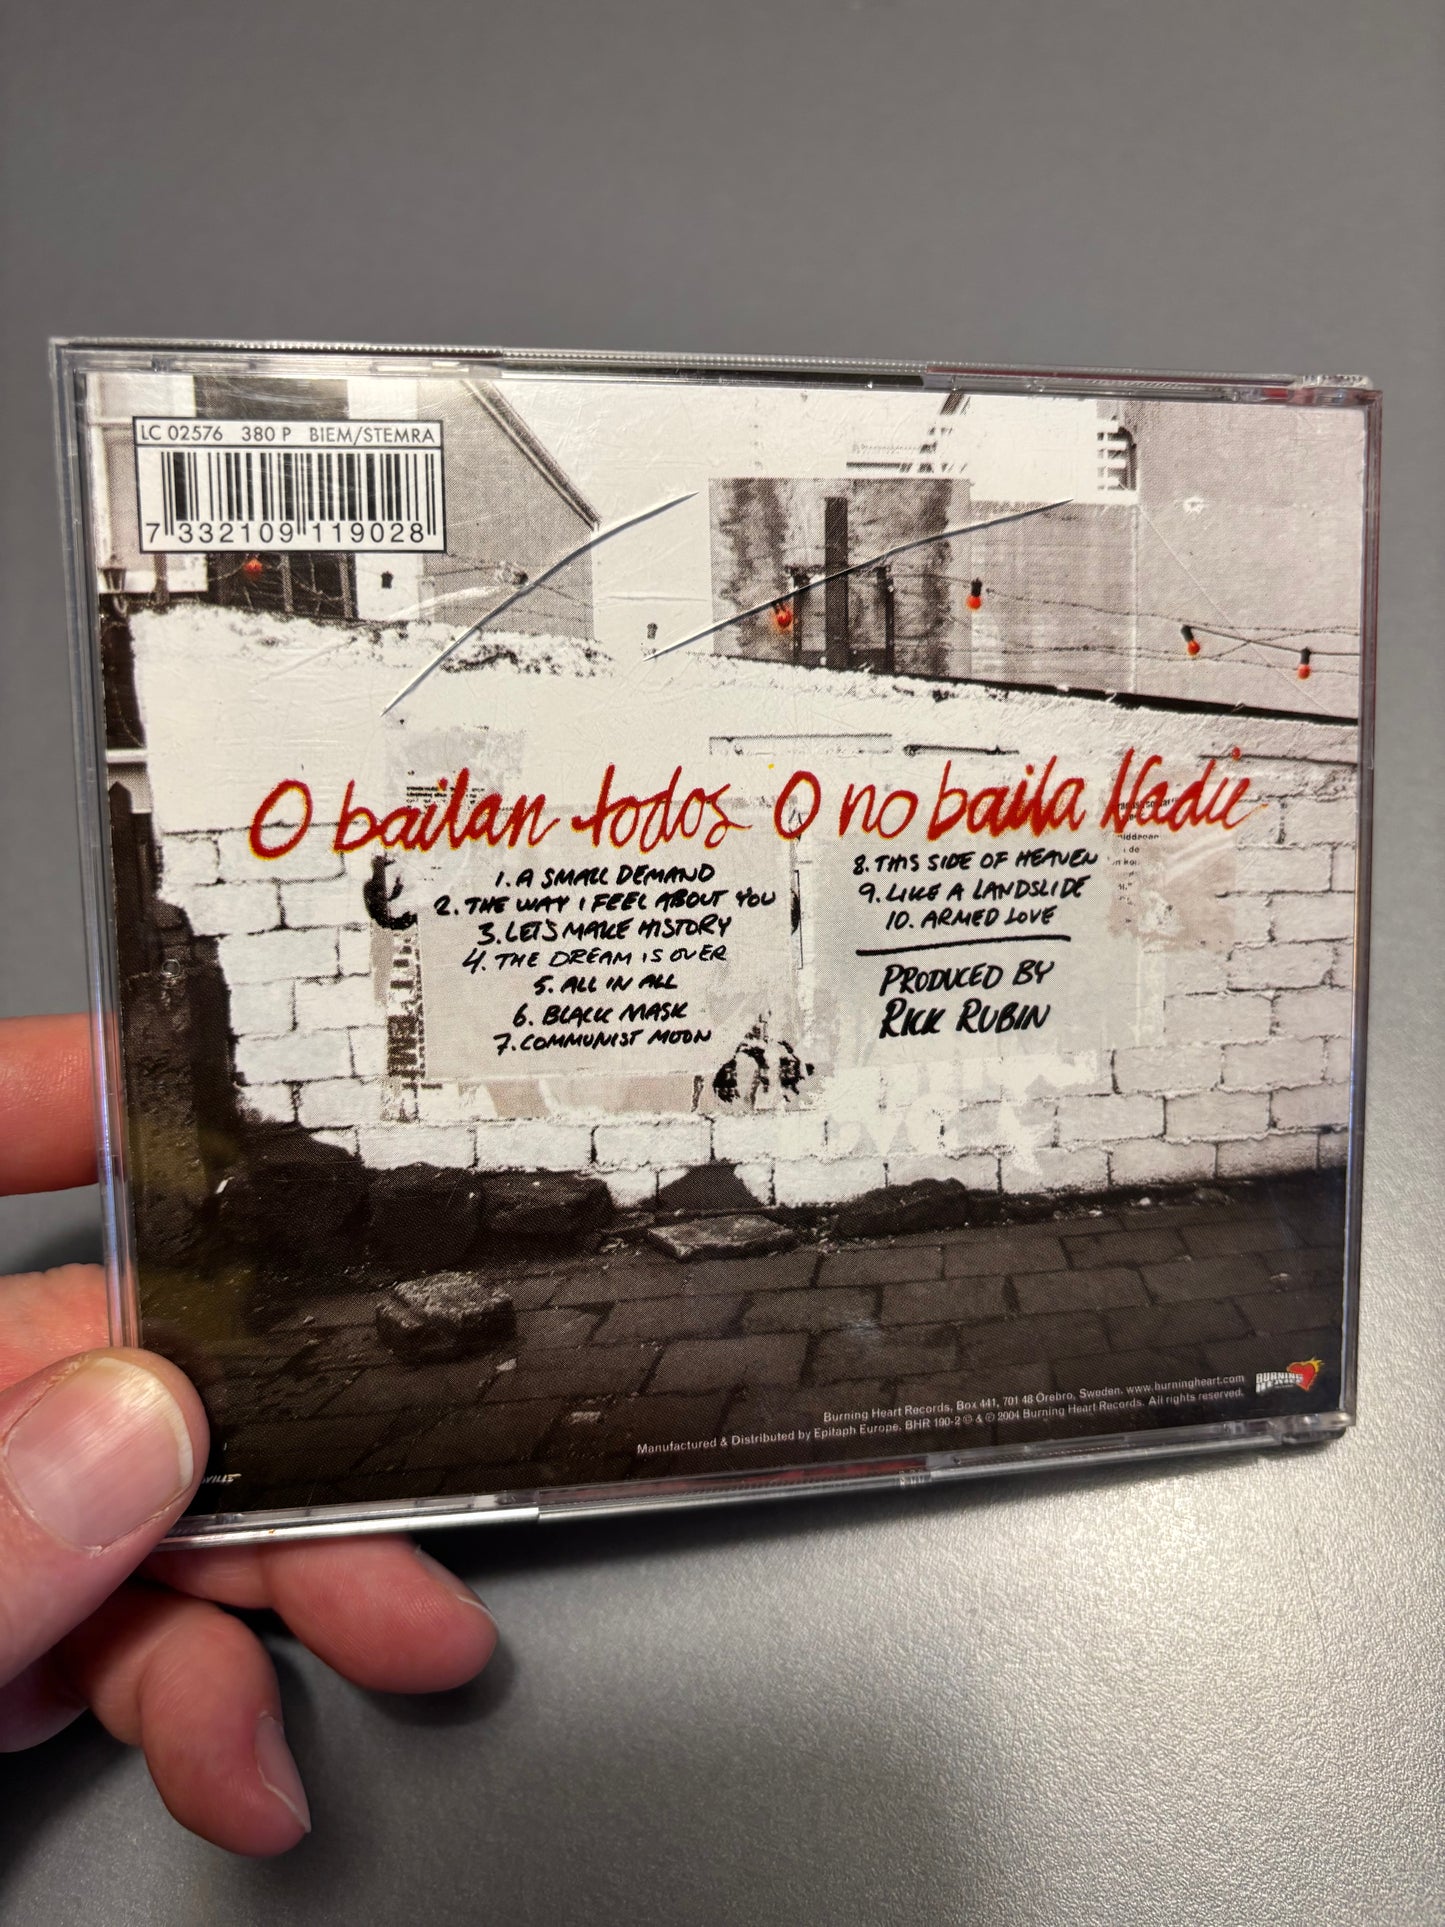 LC 02576 380 P BIEM/STEMRA
7 332109 119028
O bailan todos O no baila Nadie
1. A SMALL DEMAND
2. THE WAY I FEEL ABOUT YOU
3. LET'S MAKE HISTORY
4. THE DREAM IS OVER
5. ALL IN ALL
6. BLACK MASK
7. COMMUNIST MOON
8. THIS SIDE OF HEAVEN
9. LIKE A LANDSLIDE
10. ARMED LOVE
PRODUCED BY
RICK RUBIN
Burning Heart Records, Box 441, 701 48 Örebro, Sweden. www.burningheart.com
Manufactured & Distributed by Epitaph Europe. BHR 190-2 © & ℗ 2004 Burning Heart Records. All rights reserved.
BURNING
HEART